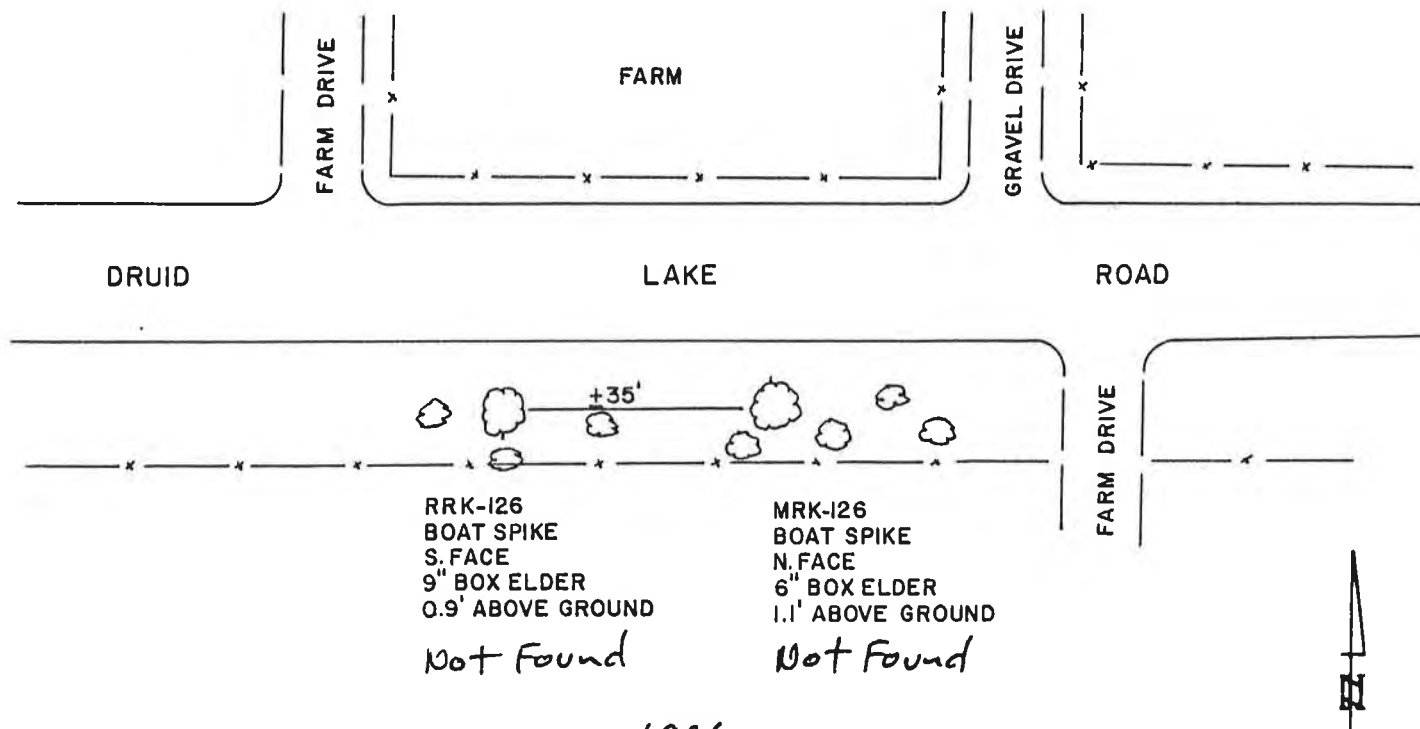 FARM DRIVE
FARM
GRAVEL DRIVE
DRUID LAKE ROAD
±35'
FARM DRIVE
RRK-126
BOAT SPIKE
S. FACE
9" BOX ELDER
0.9' ABOVE GROUND
Not Found
MRK-126
BOAT SPIKE
N. FACE
6" BOX ELDER
1.1' ABOVE GROUND
Not Found
N